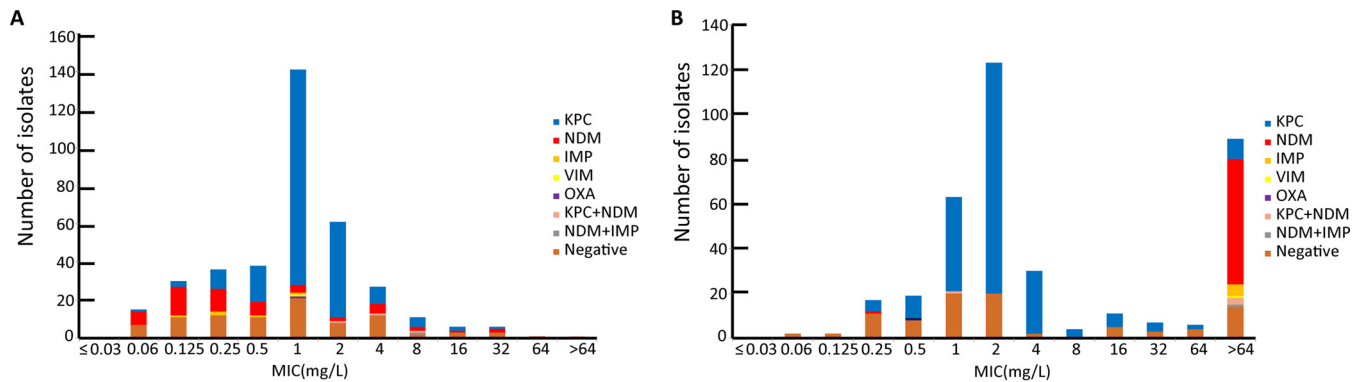 A
Number of isolates
160
140
120
100
80
60
40
20
0
≤0.03 0.06 0.125 0.25 0.5 1 2 4 8 16 32 64 >64
MIC(mg/L)
KPC
NDM
IMP
VIM
OXA
KPC+NDM
NDM+IMP
Negative
B
Number of isolates
140
120
100
80
60
40
20
0
≤0.03 0.06 0.125 0.25 0.5 1 2 4 8 16 32 64 >64
MIC(mg/L)
KPC
NDM
IMP
VIM
OXA
KPC+NDM
NDM+IMP
Negative